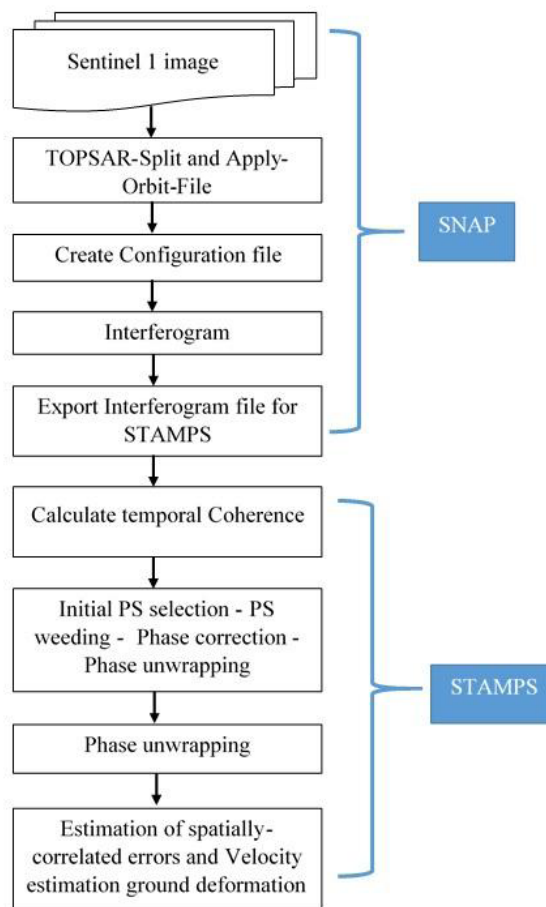 Sentinel 1 image
TOPSAR-Split and Apply-
Orbit-File
SNAP
Create Configuration file
Interferogram
Export Interferogram file for
STAMPS
Calculate temporal Coherence
Initial PS selection - PS
weeding - Phase correction -
Phase unwrapping
STAMPS
Phase unwrapping
Estimation of spatially-
correlated errors and Velocity
estimation ground deformation